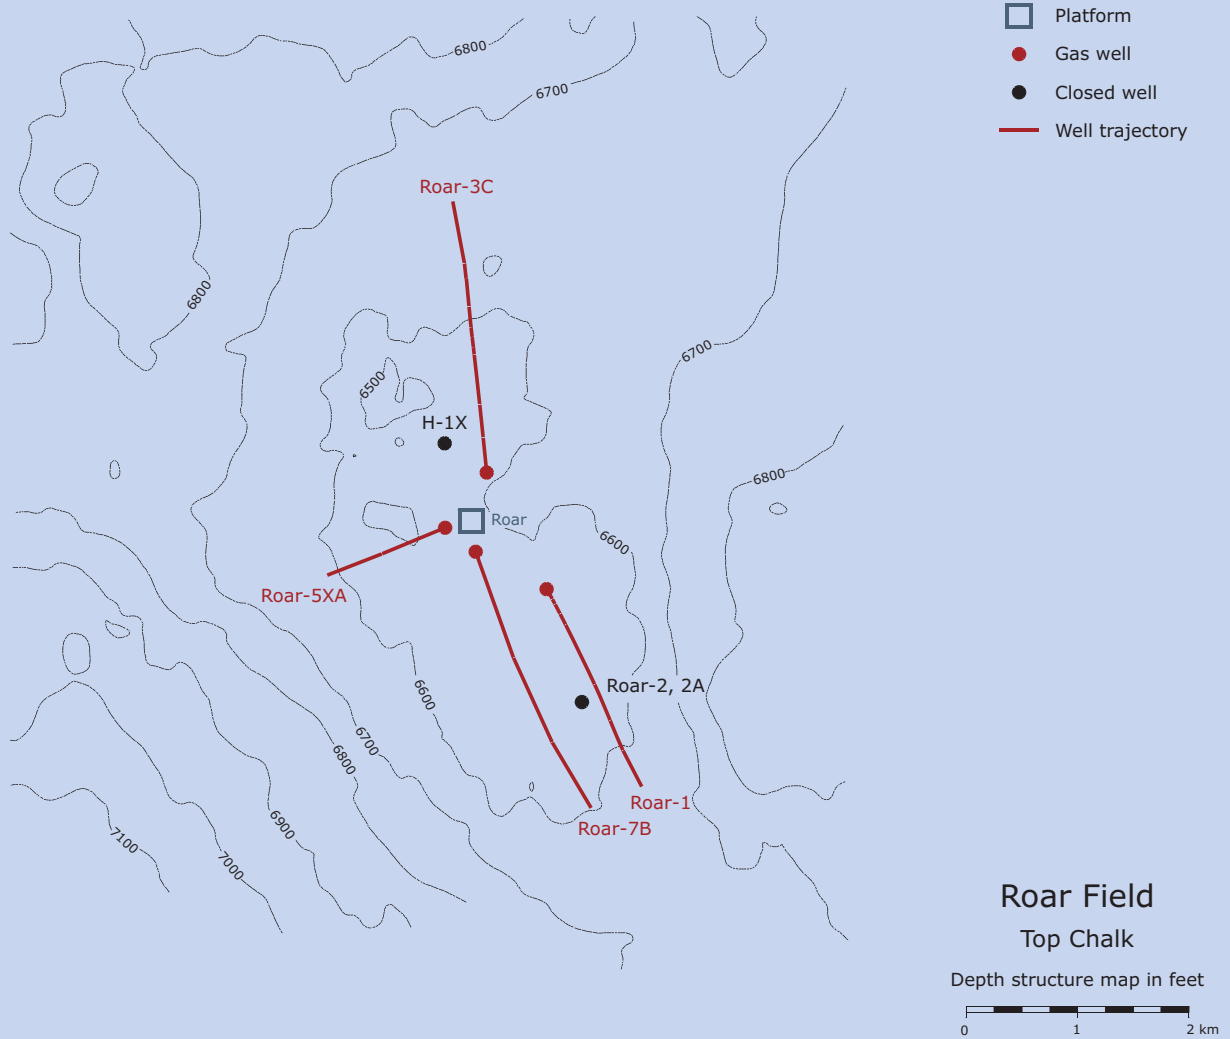 Platform
Gas well
Closed well
Well trajectory
6800
6700
Roar-3C
6800
6700
6500
H-1X
6800
Roar
6600
Roar-5XA
Roar-2, 2A
6600
6700
6800
Roar-1
Roar-7B
6900
7100
7000
Roar Field
Top Chalk
Depth structure map in feet
0 1 2 km